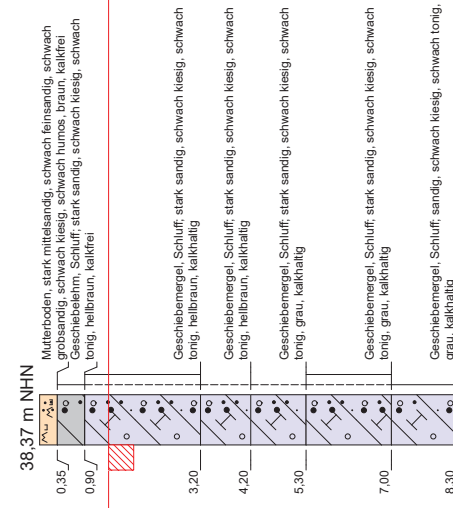 38,37 m NHN
Mutterboden, stark mittelsandig, schwach feinsandig, schwach
grobsandig, schwach kiesig, schwach humos, braun, kalkfrei
0,35
Geschiebelehm, Schluff; stark sandig, schwach kiesig, schwach
tonig, hellbraun, kalkfrei
0,90
Geschiebemergel, Schluff; stark sandig, schwach kiesig, schwach
tonig, hellbraun, kalkhaltig
3,20
Geschiebemergel, Schluff; stark sandig, schwach kiesig, schwach
tonig, hellbraun, kalkhaltig
4,20
Geschiebemergel, Schluff; stark sandig, schwach kiesig, schwach
tonig, grau, kalkhaltig
5,30
Geschiebemergel, Schluff; stark sandig, schwach kiesig, schwach
tonig, grau, kalkhaltig
7,00
Geschiebemergel, Schluff; sandig, schwach kiesig, schwach tonig,
grau, kalkhaltig
8,30